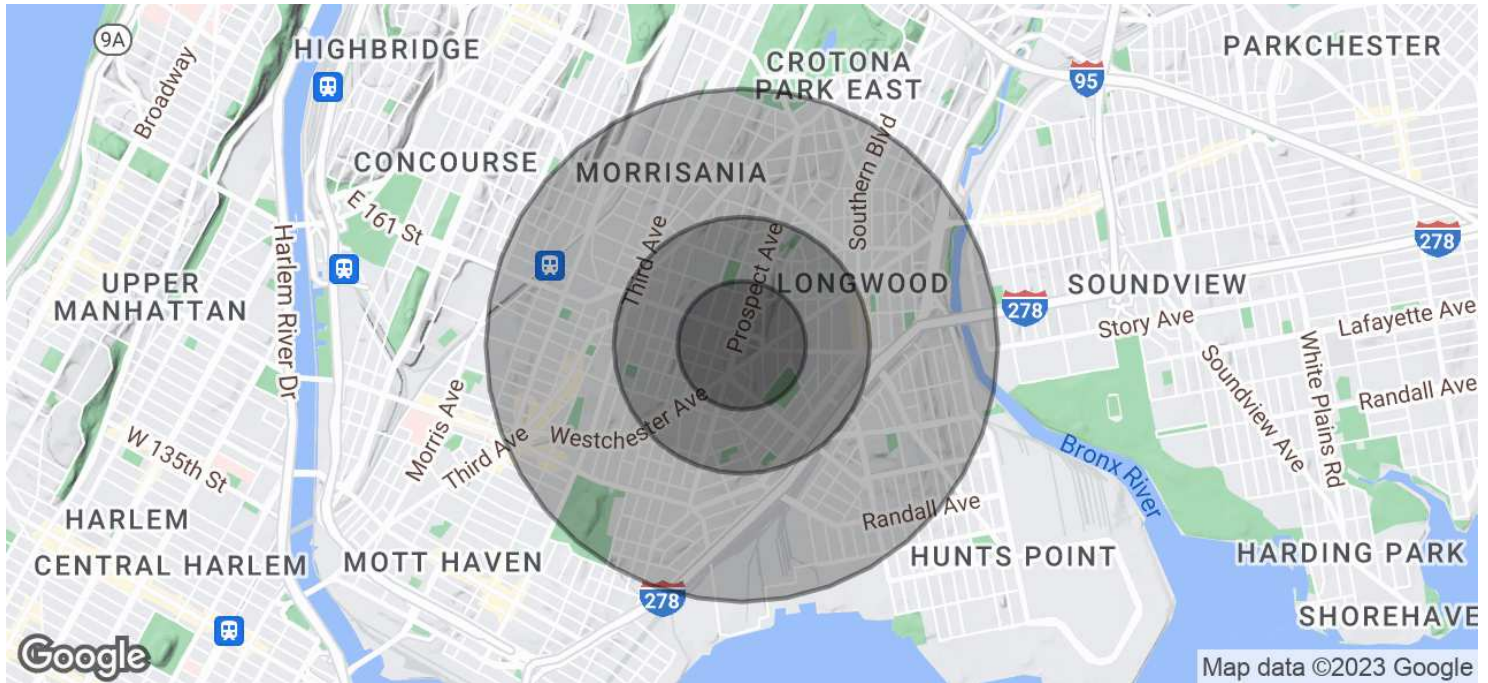 9A
Broadway
HIGHBRIDGE
CROTONA
PARK EAST
PARKCHESTER
95
CONCOURSE
MORRISANIA
Southern Blvd
E 161 St
Harlem River Dr
Third Ave
Prospect Ave
278
UPPER
MANHATTAN
LONGWOOD
SOUNDVIEW
278
Story Ave
Lafayette Ave
Soundview Ave
White Plains Rd
Randall Ave
Morris Ave
Third Ave
Westchester Ave
W 135th St
Bronx River
Randall Ave
HARLEM
CENTRAL HARLEM
MOTT HAVEN
HUNTS POINT
HARDING PARK
278
SHOREHAVE
Google
Map data ©2023 Google